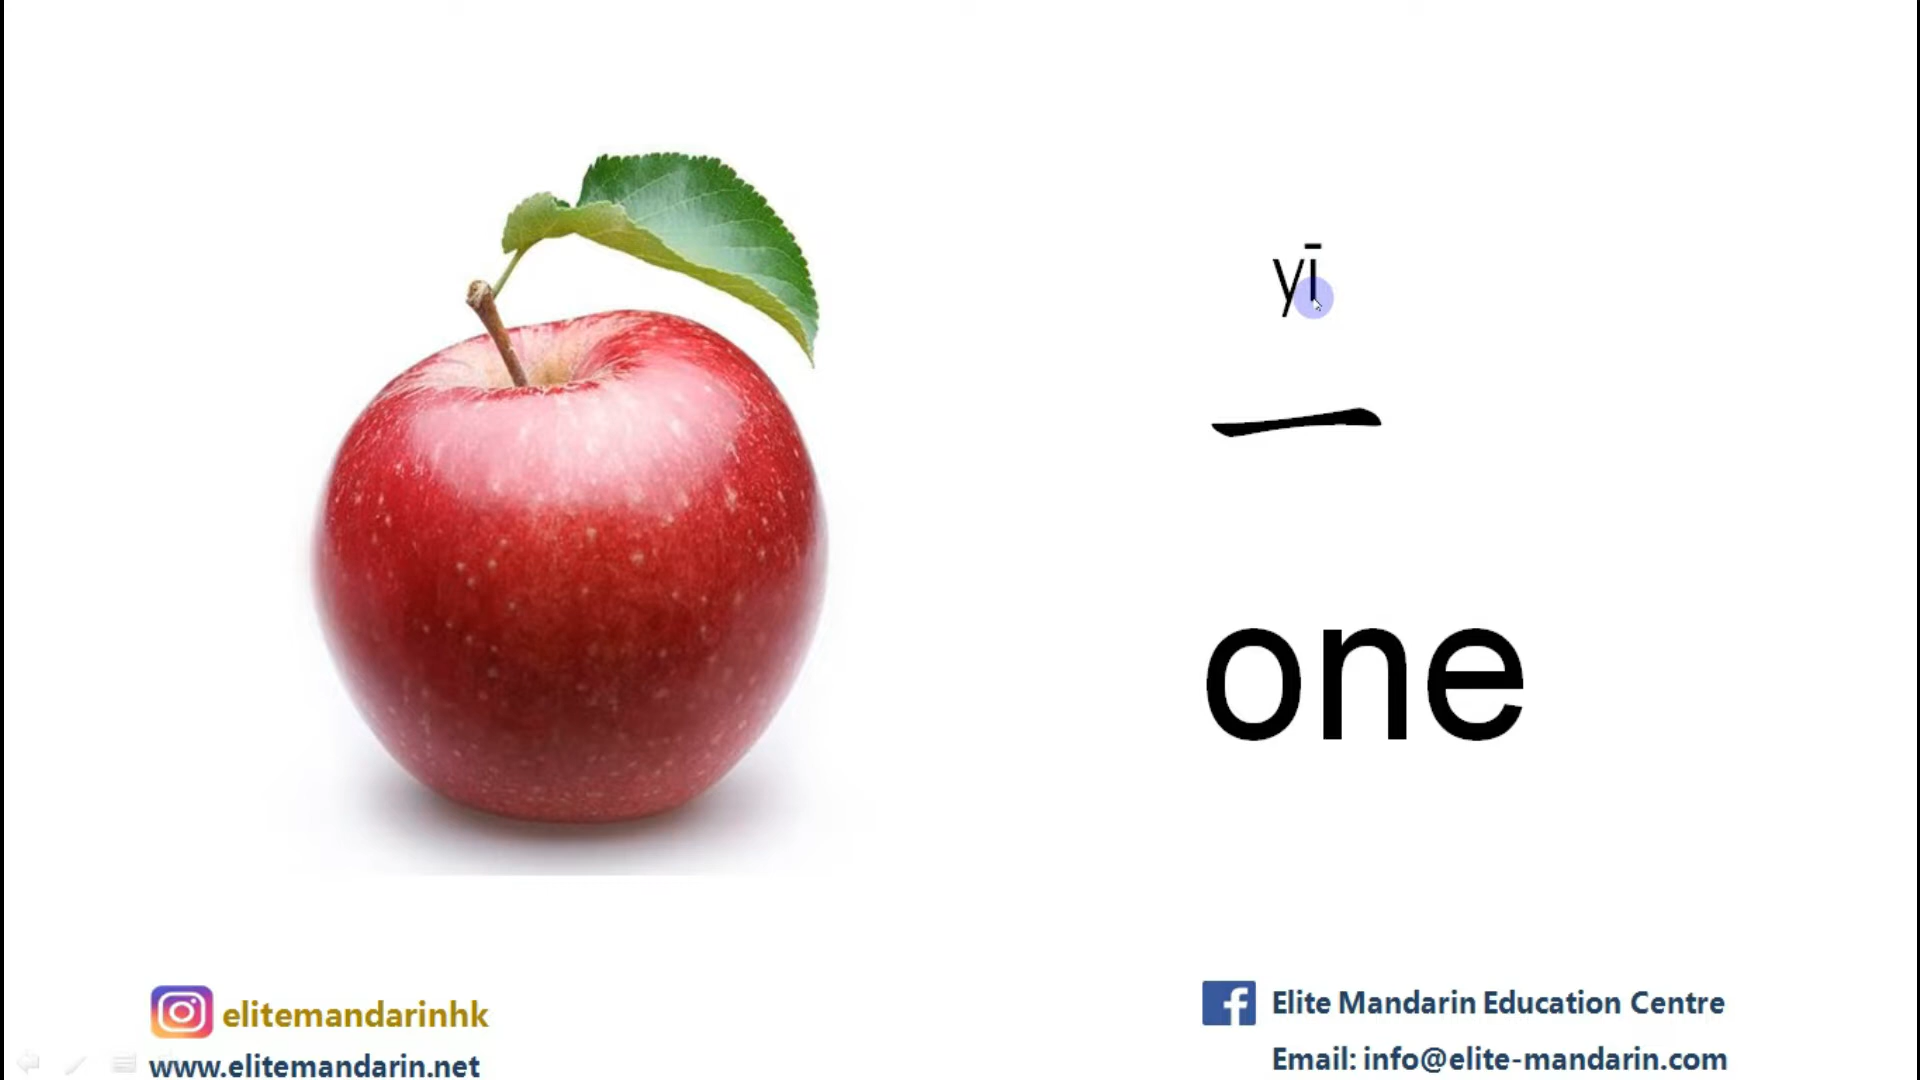 yī
一
one
elitemandarinhk
www.elitemandarin.net
Elite Mandarin Education Centre
Email: info@elite-mandarin.com